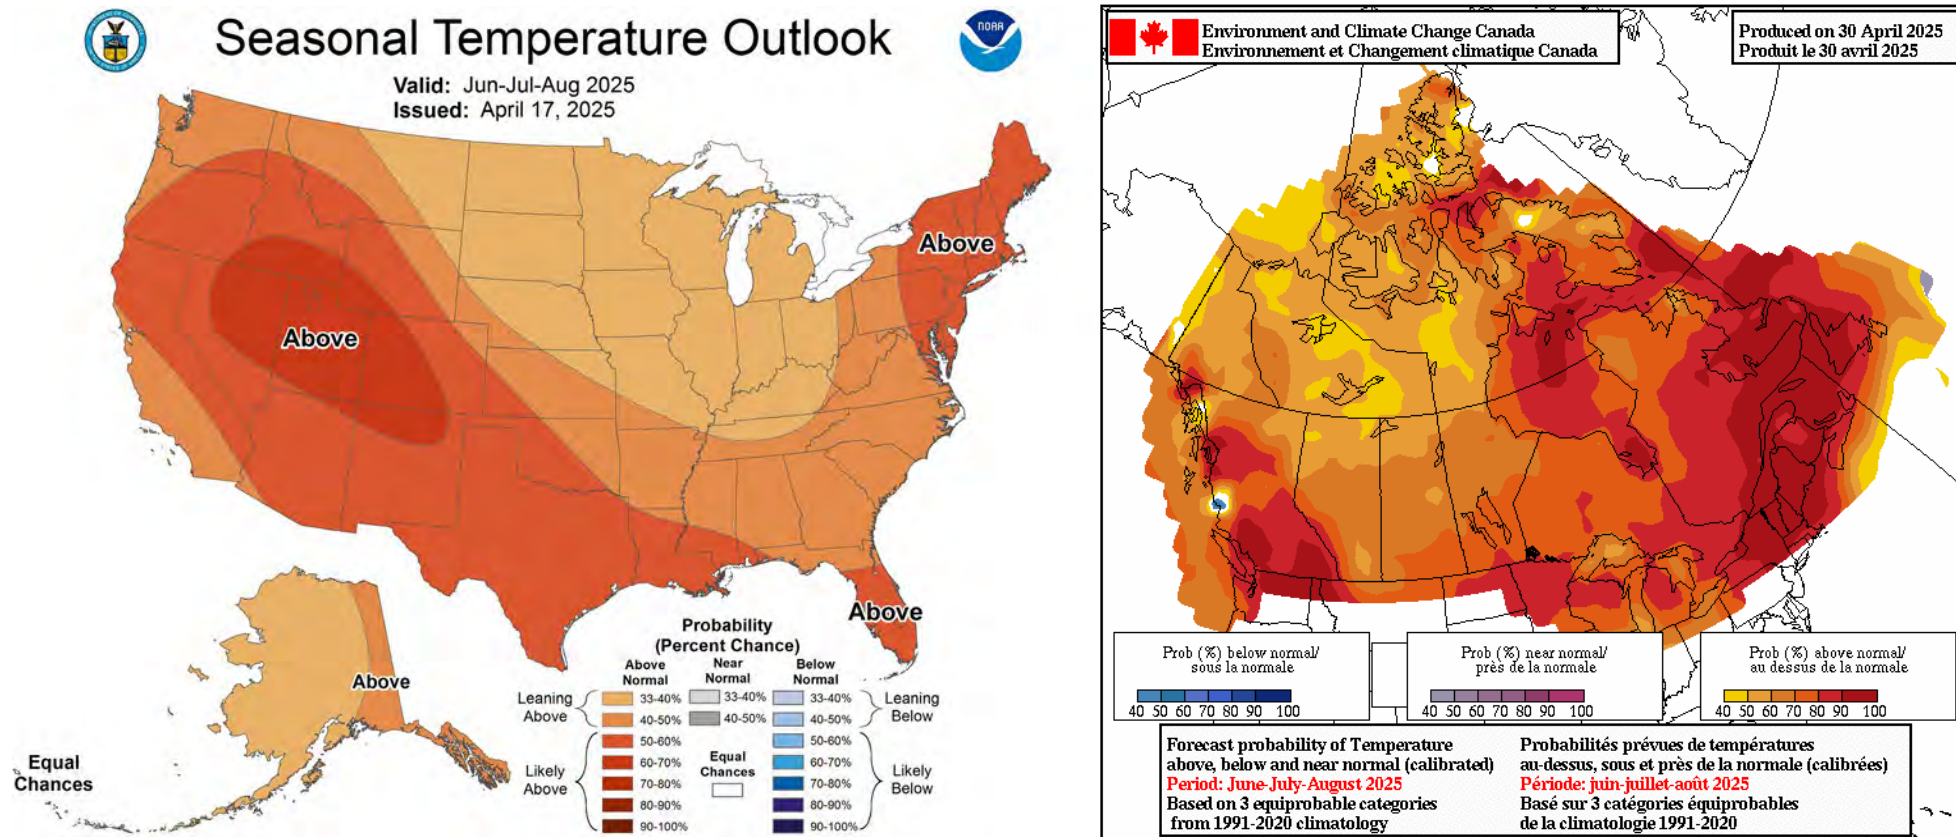 Seasonal Temperature Outlook
NOAA
Valid: Jun-Jul-Aug 2025
Issued: April 17, 2025
Above
Above
Above
Above
Equal
Chances
Probability
(Percent Chance)
Above
Normal
Near
Normal
Below
Normal
Leaning
Above
33-40%
33-40%
33-40%
Leaning
Below
40-50%
40-50%
40-50%
Likely
Above
50-60%
60-70%
70-80%
80-90%
90-100%
Equal
Chances
50-60%
60-70%
70-80%
80-90%
90-100%
Likely
Below
Environment and Climate Change Canada
Environnement et Changement climatique Canada
Produced on 30 April 2025
Produit le 30 avril 2025
Prob (%) below normal/
sous la normale
40 50 60 70 80 90 100
Prob (%) near normal/
près de la normale
40 50 60 70 80 90 100
Prob (%) above normal/
au dessus de la normale
40 50 60 70 80 90 100
Forecast probability of Temperature
above, below and near normal (calibrated)
Period: June-July-August 2025
Based on 3 equiprobable categories
from 1991-2020 climatology
Probabilités prévues de températures
au-dessus, sous et près de la normale (calibrées)
Période: juin-juillet-août 2025
Basé sur 3 catégories équiprobables
de la climatologie 1991-2020